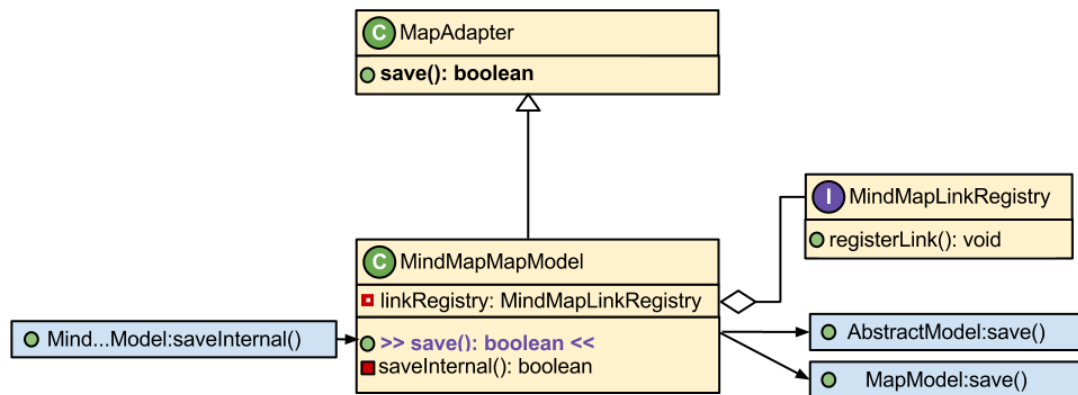 C MapAdapter
save(): boolean
I MindMapLinkRegistry
registerLink(): void
C MindMapMapModel
linkRegistry: MindMapLinkRegistry
Mind...Model:saveInternal()
>> save(): boolean <<
saveInternal(): boolean
AbstractModel:save()
MapModel:save()